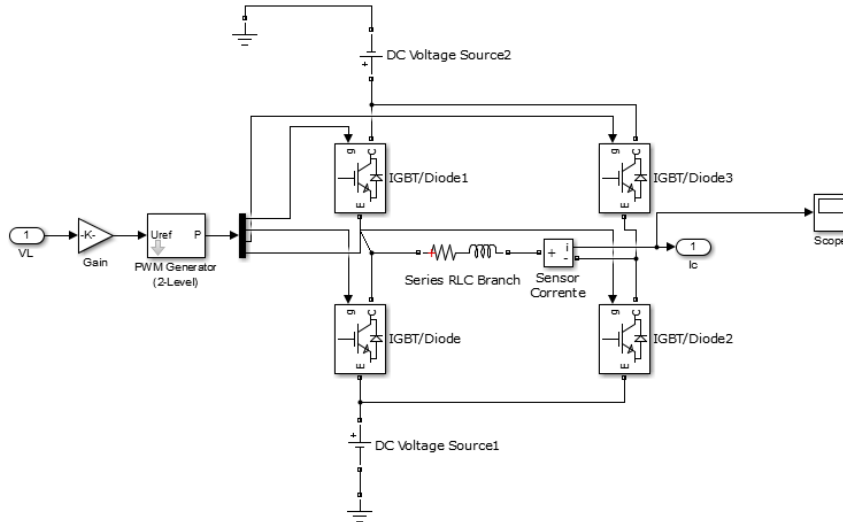 +
DC Voltage Source2
g
C
E
IGBT/Diode1
g
C
E
IGBT/Diode3
1
VL
-K-
Gain
Uref
P
PWM Generator
(2-Level)
Series RLC Branch
+
i
-
Sensor
Corrente
1
Ic
Scope
g
C
E
IGBT/Diode
g
C
E
IGBT/Diode2
+
DC Voltage Source1